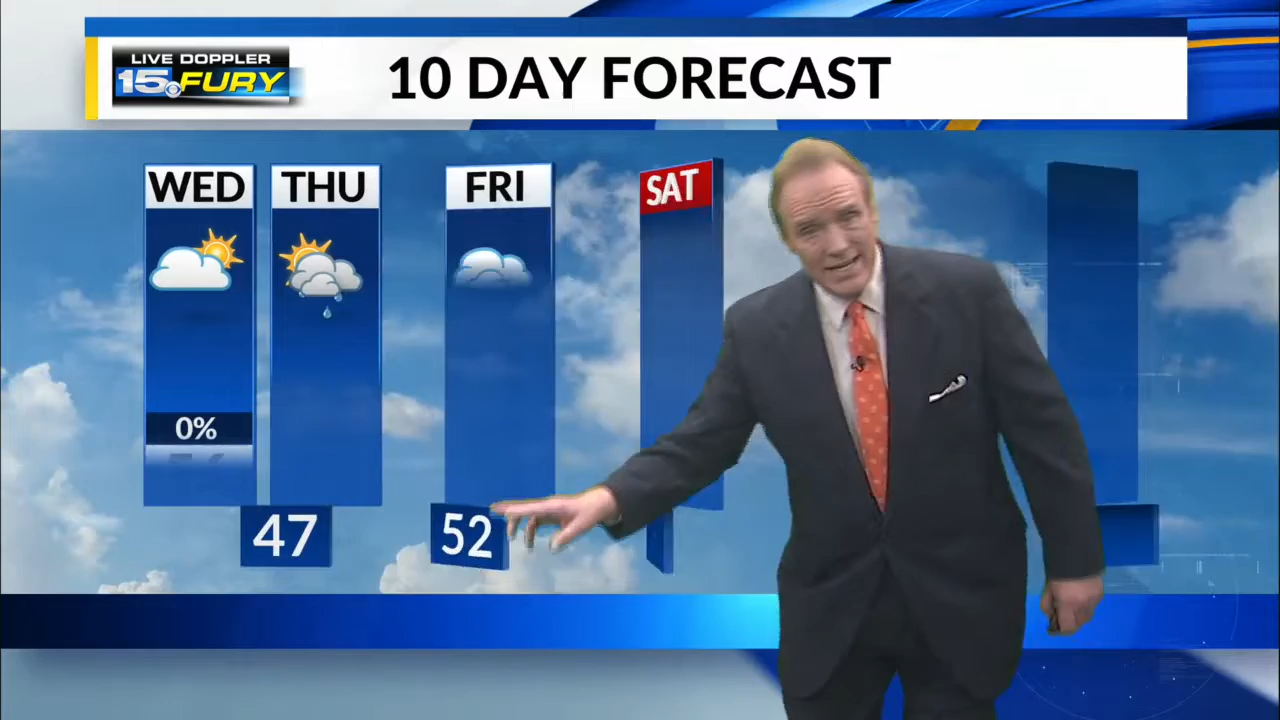 LIVE DOPPLER
15 FURY
10 DAY FORECAST
WED THU FRI SAT
0%
47 52